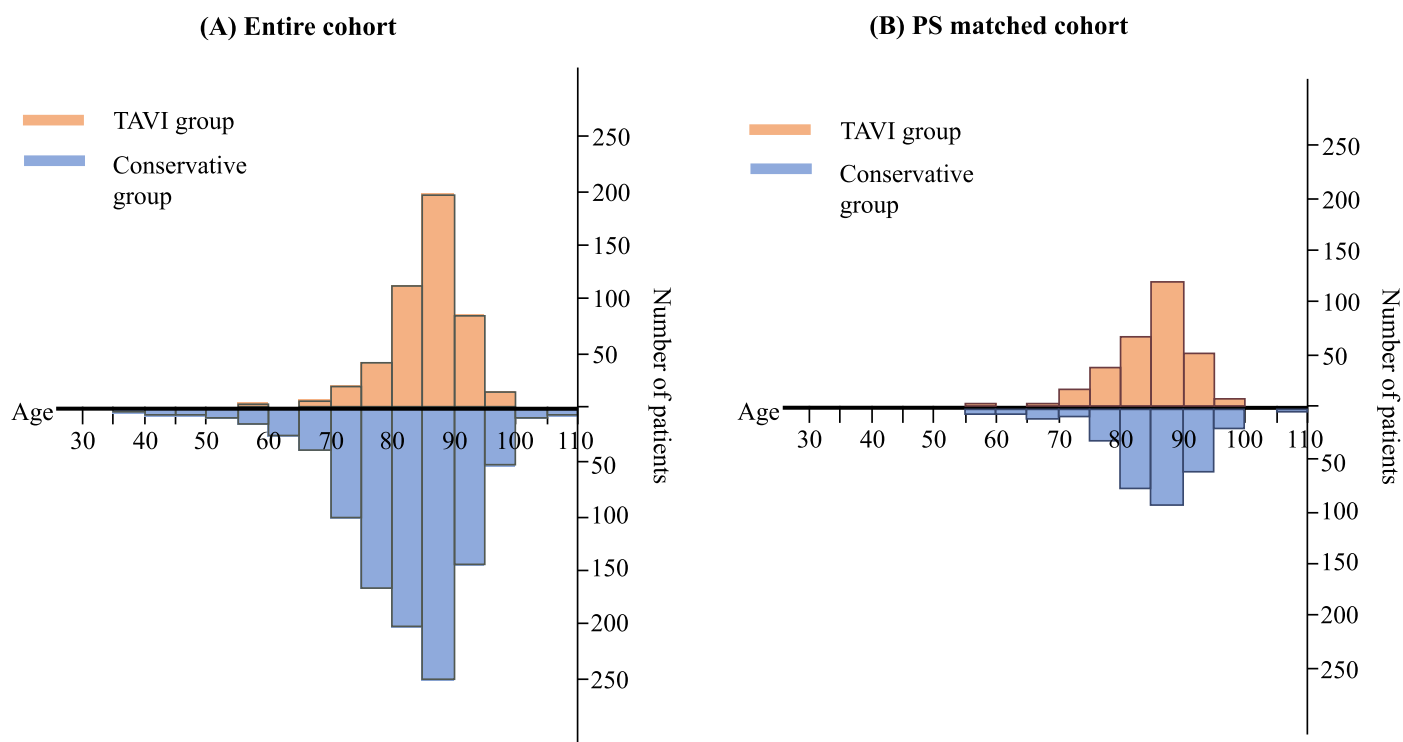 (A) Entire cohort
TAVI group
Conservative
group
250
200
150
100
50
50
100
150
200
250
Number of patients
Age
30 40 50 60 70 80 90 100 110
(B) PS matched cohort
TAVI group
Conservative
group
250
200
150
100
50
50
100
150
200
250
Number of patients
Age
30 40 50 60 70 80 90 100 110